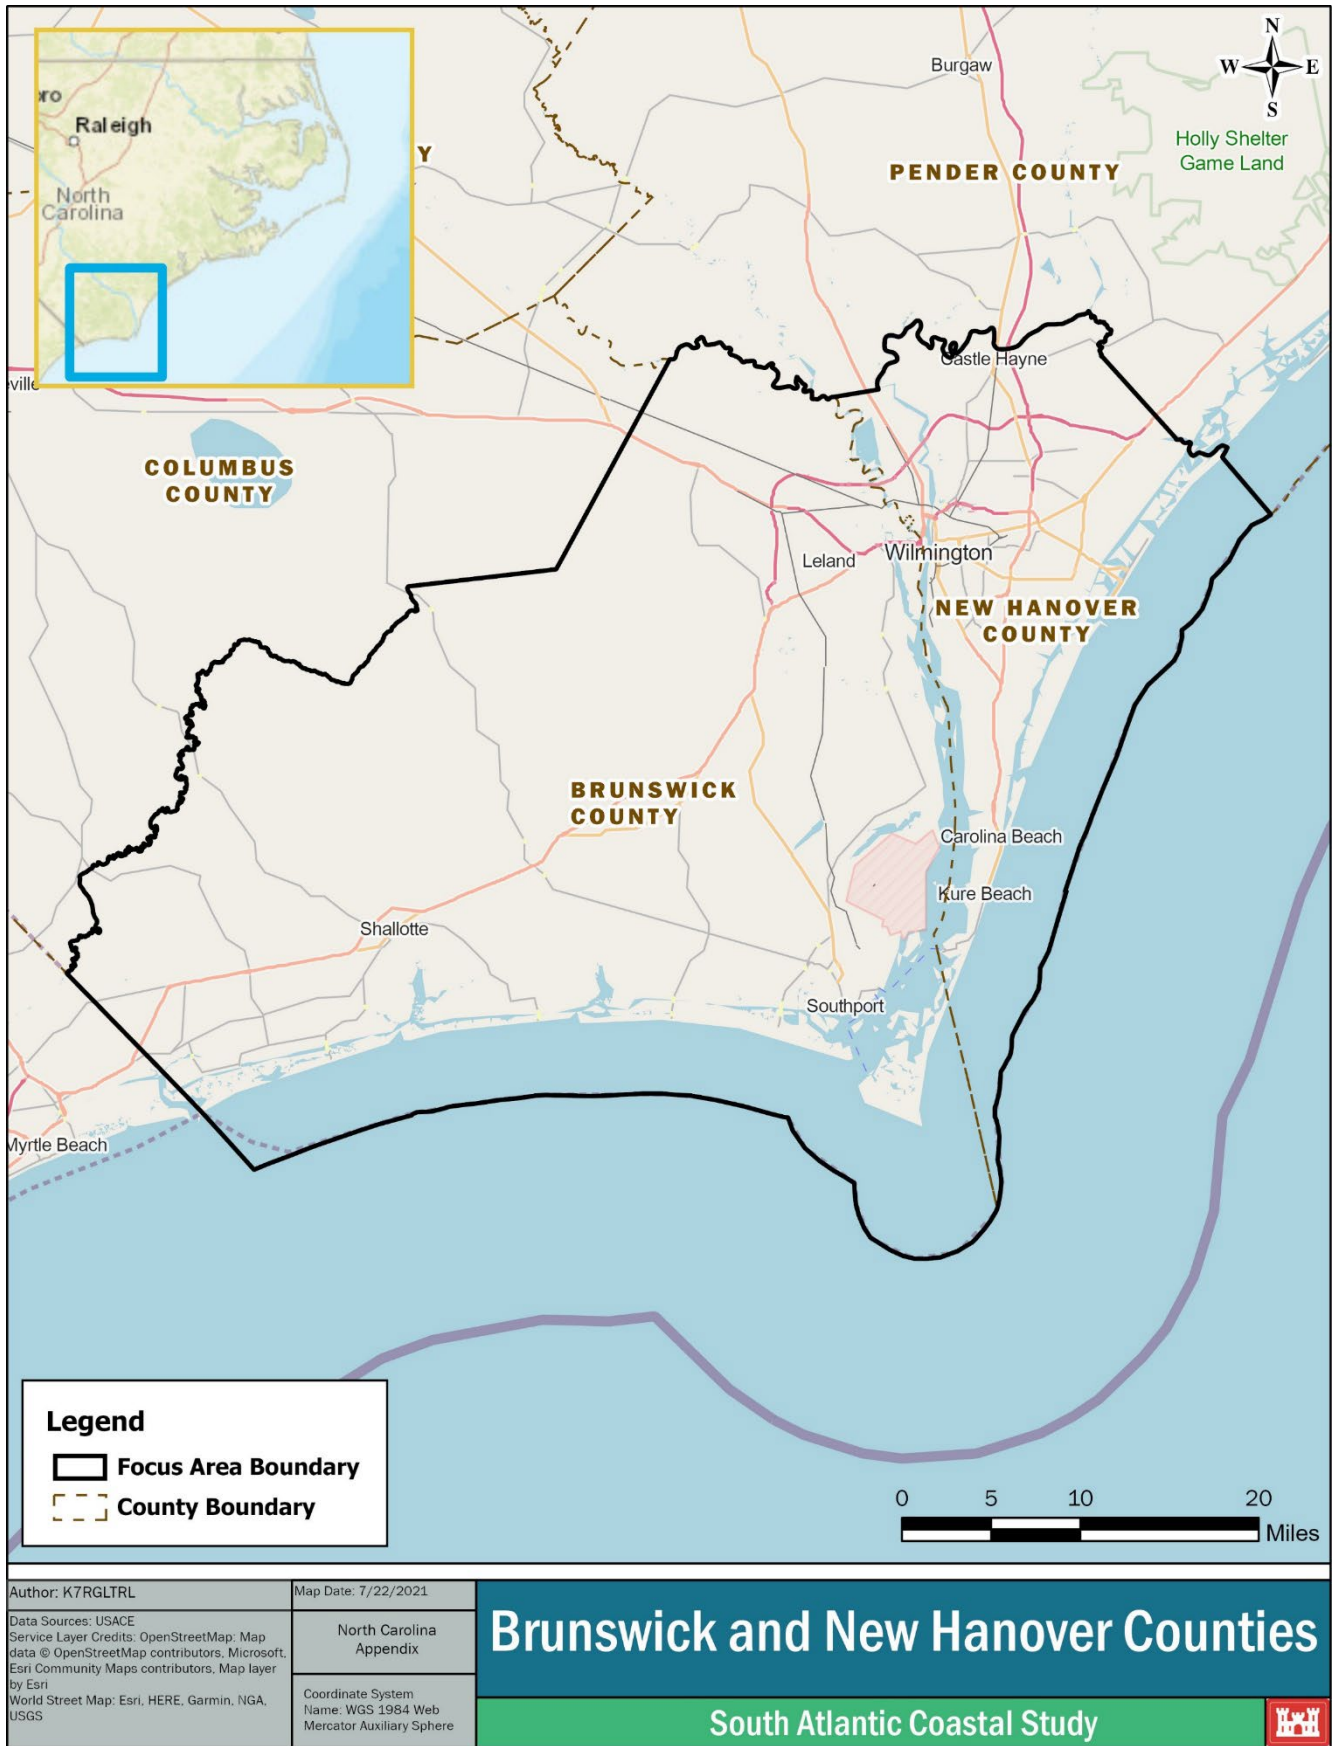 N
W E
S
Burgaw
Holly Shelter
Game Land
PENDER COUNTY
oro
Raleigh
North
Carolina
Y
eville
Castle Hayne
COLUMBUS
COUNTY
Leland
Wilmington
NEW HANOVER
COUNTY
BRUNSWICK
COUNTY
Carolina Beach
Kure Beach
Shallotte
Southport
Myrtle Beach
Legend
Focus Area Boundary
County Boundary
0 5 10 20
Miles
Author: K7RGLTRL
Data Sources: USACE
Service Layer Credits: OpenStreetMap: Map
data © OpenStreetMap contributors, Microsoft,
Esri Community Maps contributors, Map layer
by Esri
World Street Map: Esri, HERE, Garmin, NGA,
USGS
Map Date: 7/22/2021
North Carolina
Appendix
Coordinate System
Name: WGS 1984 Web
Mercator Auxiliary Sphere
Brunswick and New Hanover Counties
South Atlantic Coastal Study